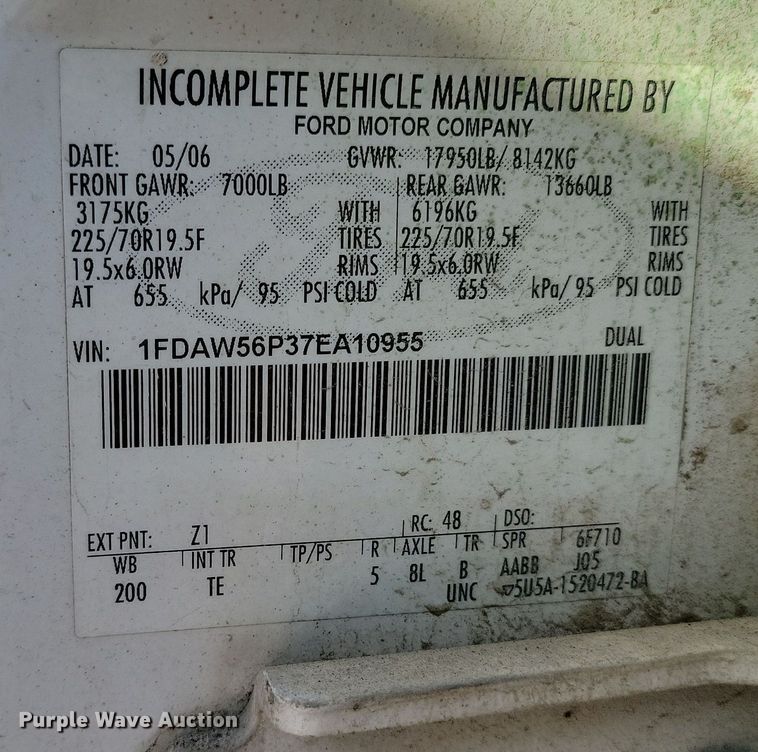 INCOMPLETE VEHICLE MANUFACTURED BY
FORD MOTOR COMPANY
DATE: 05/06 GVWR: 17950LB/ 8142KG
FRONT GAWR: 7000LB REAR GAWR: 13660LB
3175KG WITH 6196KG WITH
225/70R19.5F TIRES 225/70R19.5F TIRES
19.5x6.0RW RIMS 19.5x6.0RW RIMS
AT 655 kPa/ 95 PSI COLD AT 655 kPa/ 95 PSI COLD
VIN: 1FDAW56P37EA10955 DUAL
EXT PNT: Z1 RC: 48 DSO:
WB INT TR TP/PS R AXLE TR SPR 6F710
200 TE 5 8L B AABB J05
UNC 5U5A-1520472-BA
Purple Wave Auction